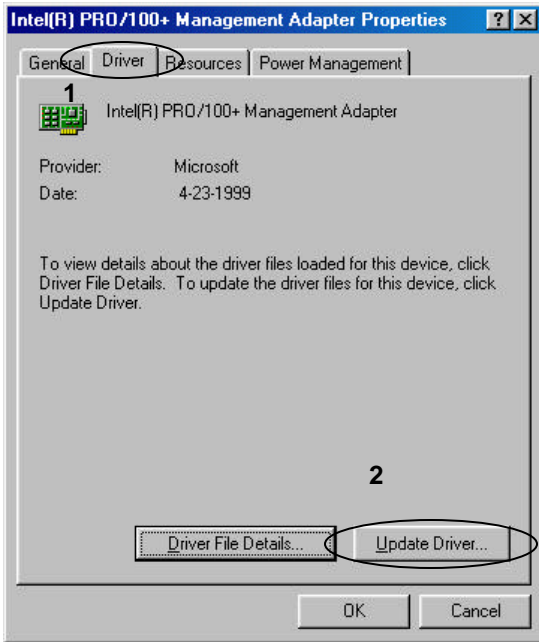 Intel(R) PRO/100+ Management Adapter Properties
General Driver Resources Power Management
1
Intel(R) PRO/100+ Management Adapter
Provider: Microsoft
Date: 4-23-1999
To view details about the driver files loaded for this device, click
Driver File Details. To update the driver files for this device, click
Update Driver.
2
Driver File Details... Update Driver...
OK Cancel